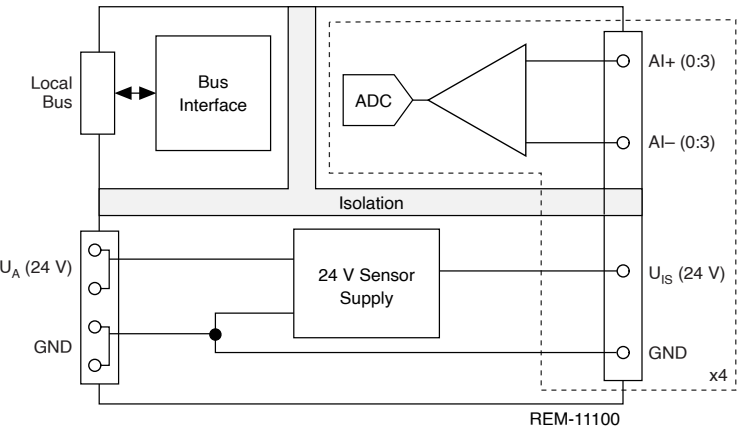 Local
Bus
Bus
Interface
ADC
AI+ (0:3)
AI– (0:3)
Isolation
U_A (24 V)
GND
24 V Sensor
Supply
U_IS (24 V)
GND
x4
REM-11100